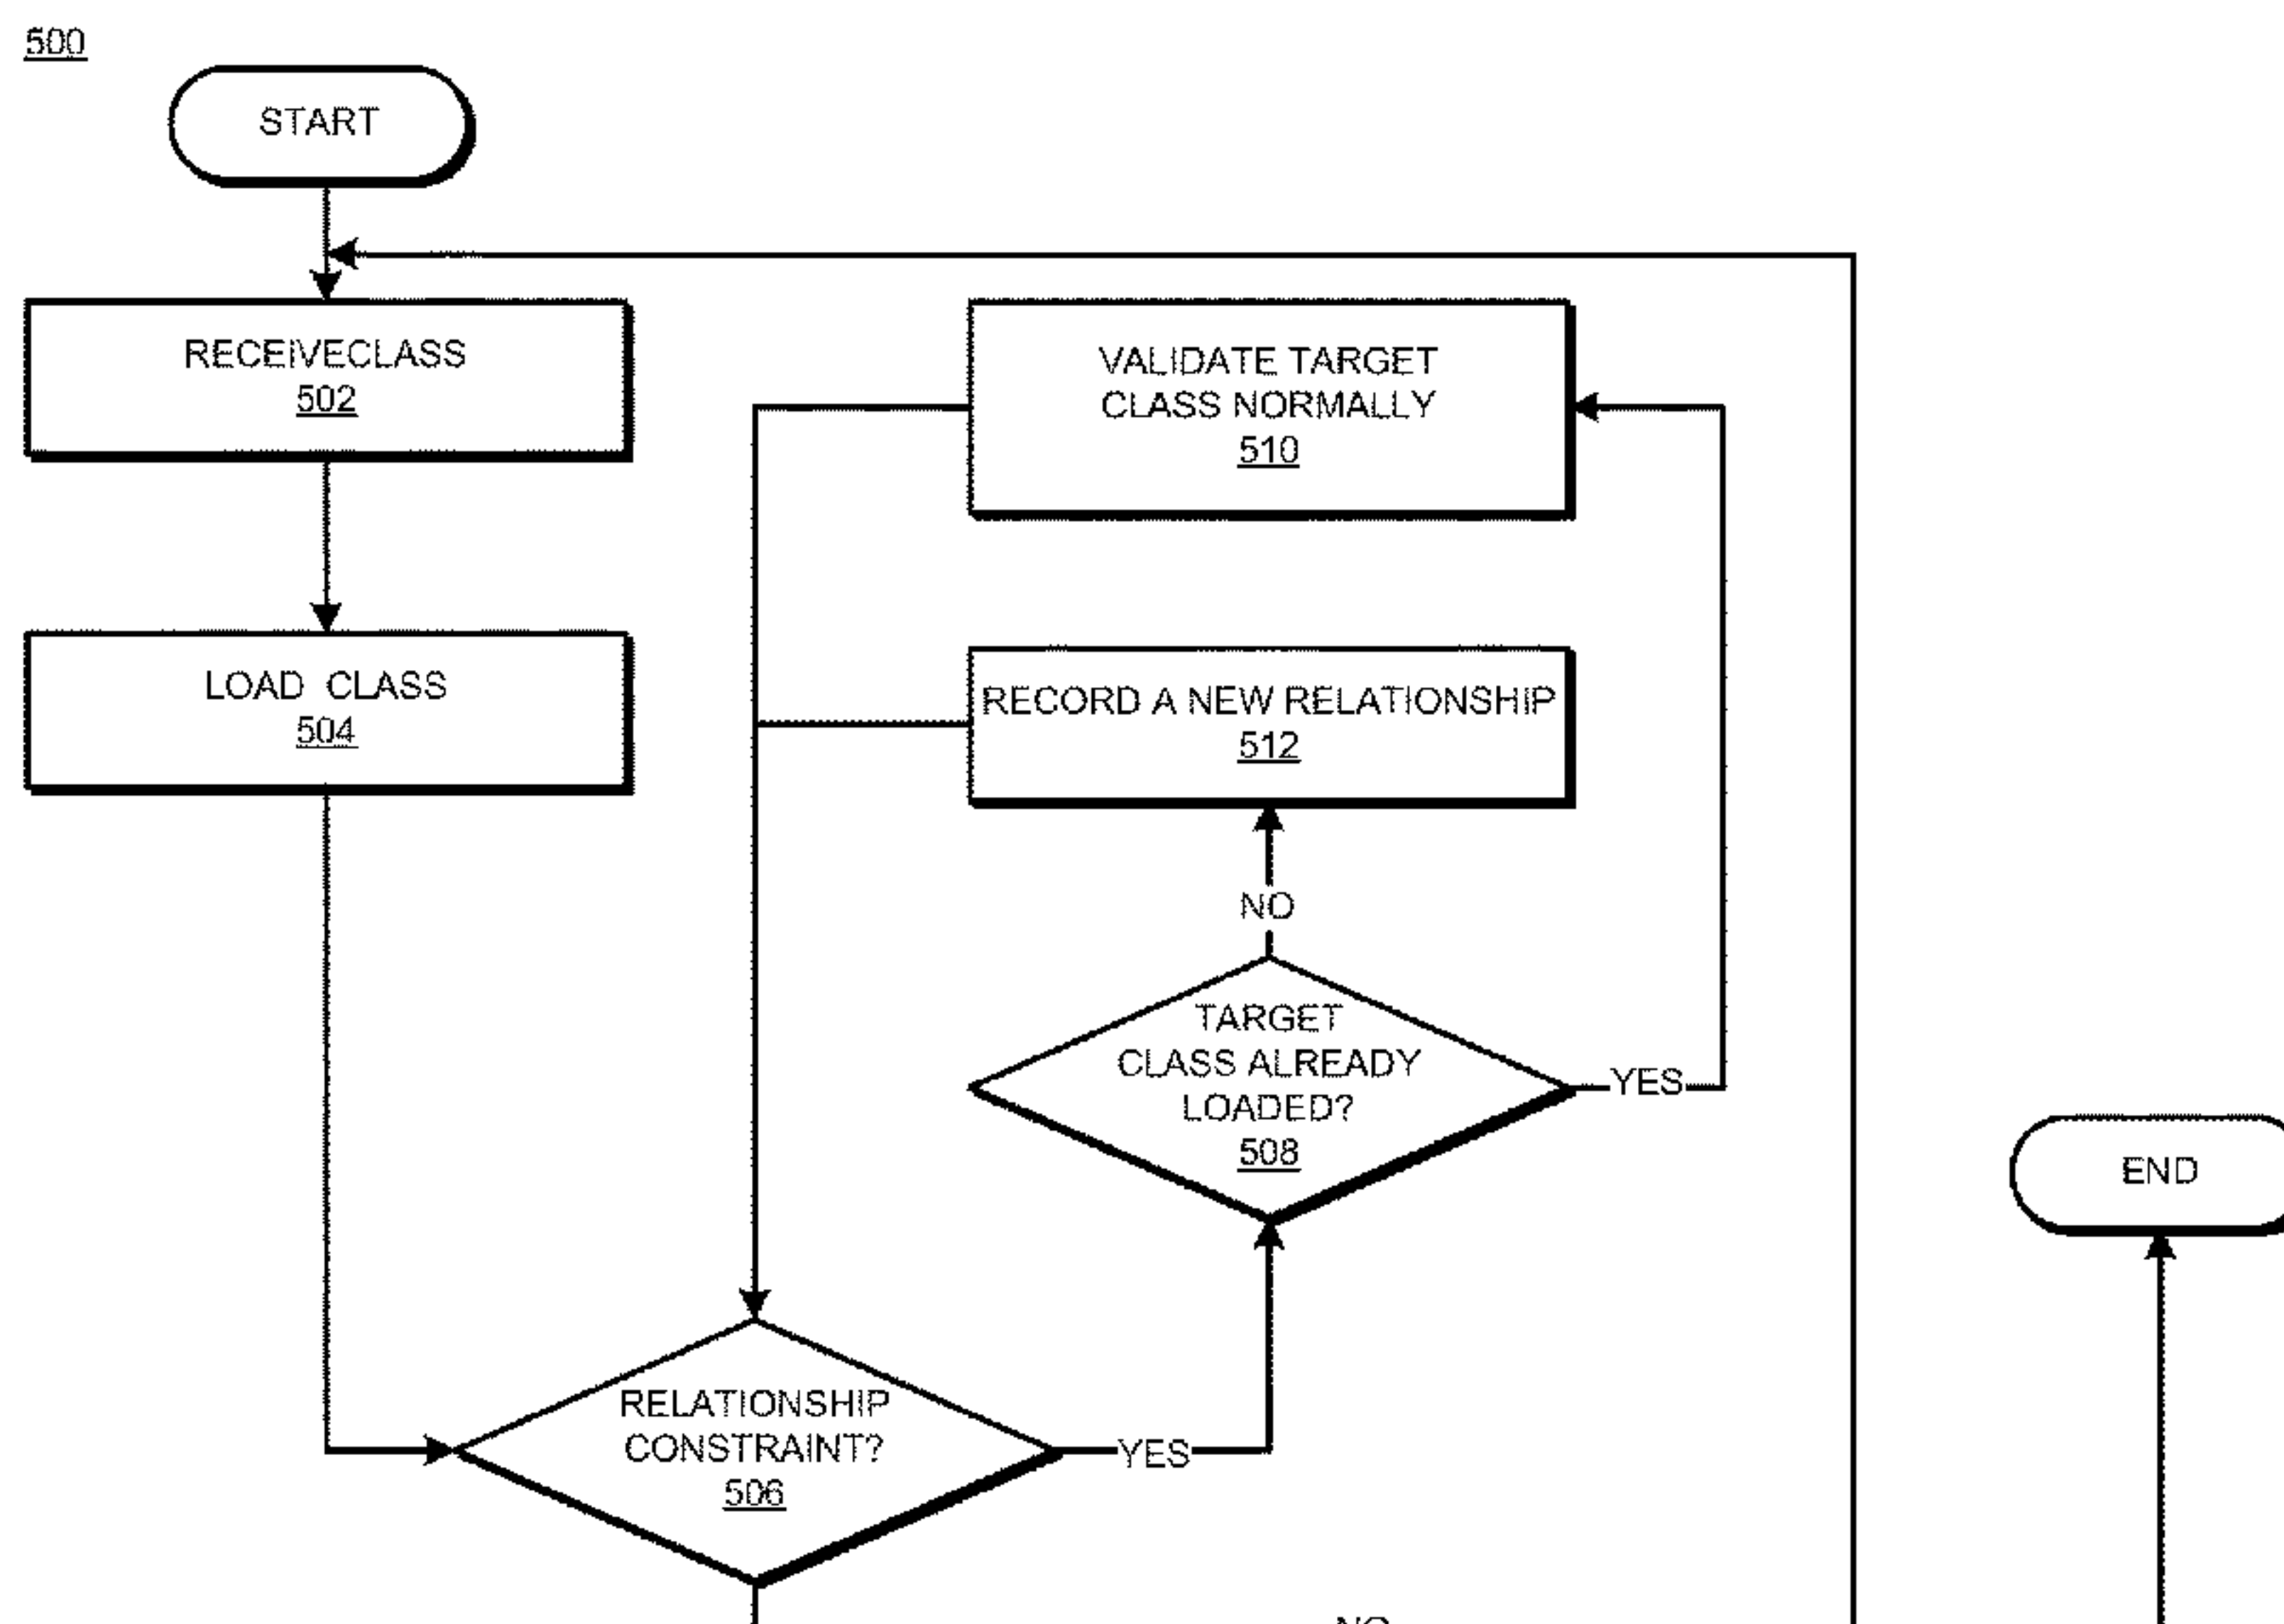 500
START
RECEIVECLASS
502
LOAD CLASS
504
VALIDATE TARGET
CLASS NORMALLY
510
RECORD A NEW RELATIONSHIP
512
NO
TARGET
CLASS ALREADY
LOADED?
508
YES
END
RELATIONSHIP
CONSTRAINT?
506
YES
NO